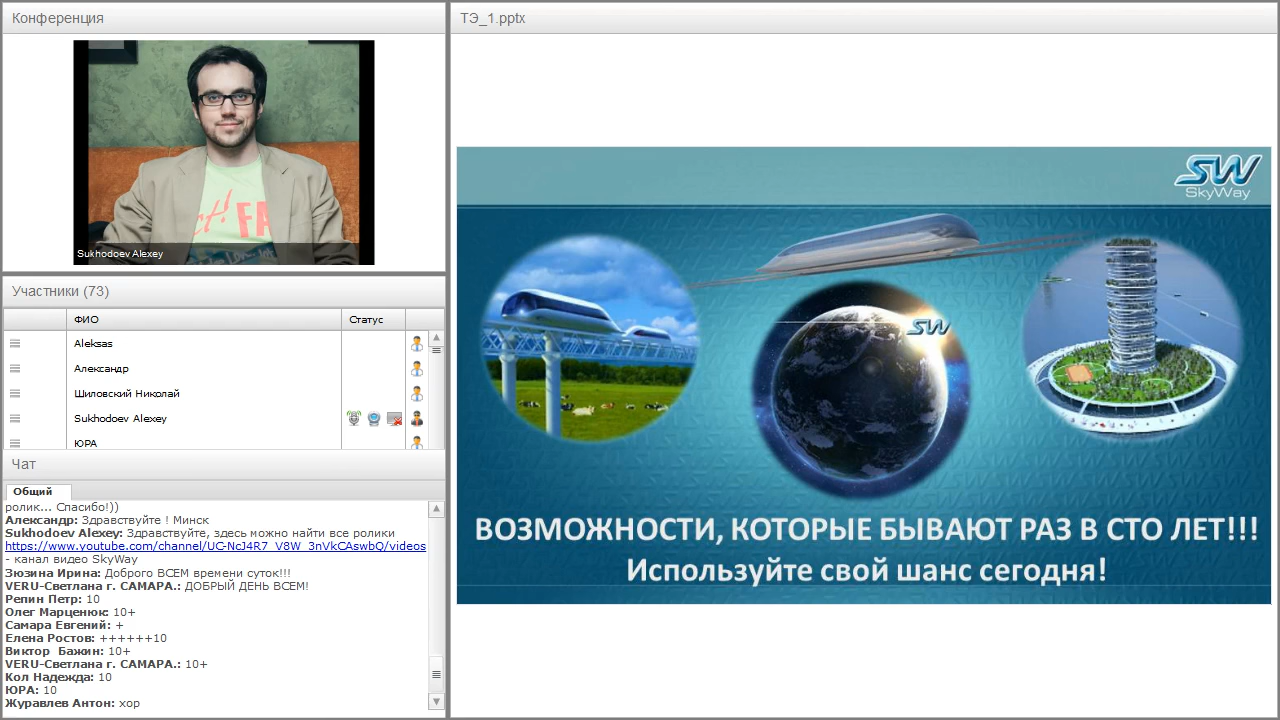 Конференция
Sukhodoev Alexey
Участники (73)
ФИО Статус
Aleksas
Александр
Шиловский Николай
Sukhodoev Alexey
ЮРА
Чат
Общий
ролик... Спасибо!))
Александр: Здравствуйте ! Минск
Sukhodoev Alexey: Здравствуйте, здесь можно найти все ролики
https://www.youtube.com/channel/UC-NcJ4R7_V8W_3nVkCAswbQ/videos
- канал видео SkyWay
Зюзина Ирина: Доброго ВСЕМ времени суток!!!
VERU-Светлана г. САМАРА.: ДОБРЫЙ ДЕНЬ ВСЕМ!
Репин Петр: 10
Олег Марценюк: 10+
Самара Евгений: +
Елена Ростов: ++++++10
Виктор Бажин: 10+
VERU-Светлана г. САМАРА.: 10+
Кол Надежда: 10
ЮРА: 10
Журавлев Антон: хор
ТЭ_1.pptx
SW
SkyWay
SW
ВОЗМОЖНОСТИ, КОТОРЫЕ БЫВАЮТ РАЗ В СТО ЛЕТ!!!
Используйте свой шанс сегодня!